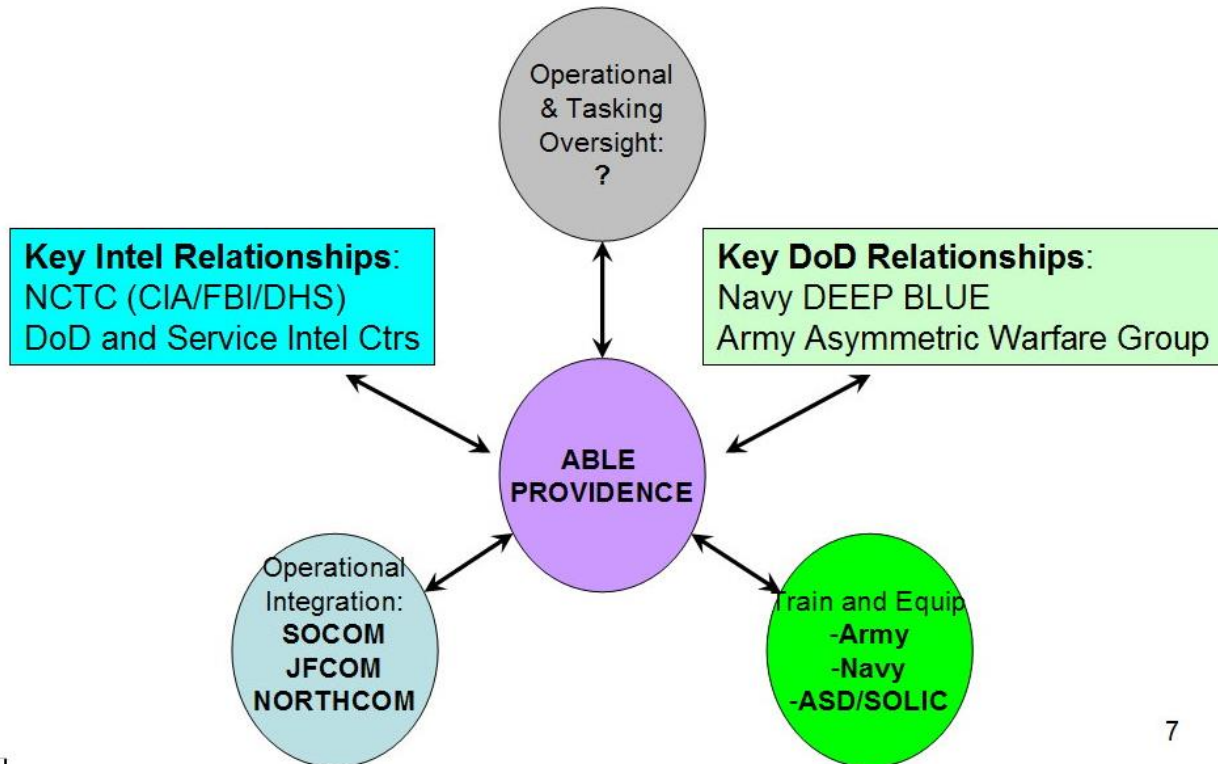 Operational
& Tasking
Oversight:
?
Key Intel Relationships:
NCTC (CIA/FBI/DHS)
DoD and Service Intel Ctrs
Key DoD Relationships:
Navy DEEP BLUE
Army Asymmetric Warfare Group
ABLE
PROVIDENCE
Operational
Integration:
SOCOM
JFCOM
NORTHCOM
Train and Equip
-Army
-Navy
-ASD/SOLIC
7